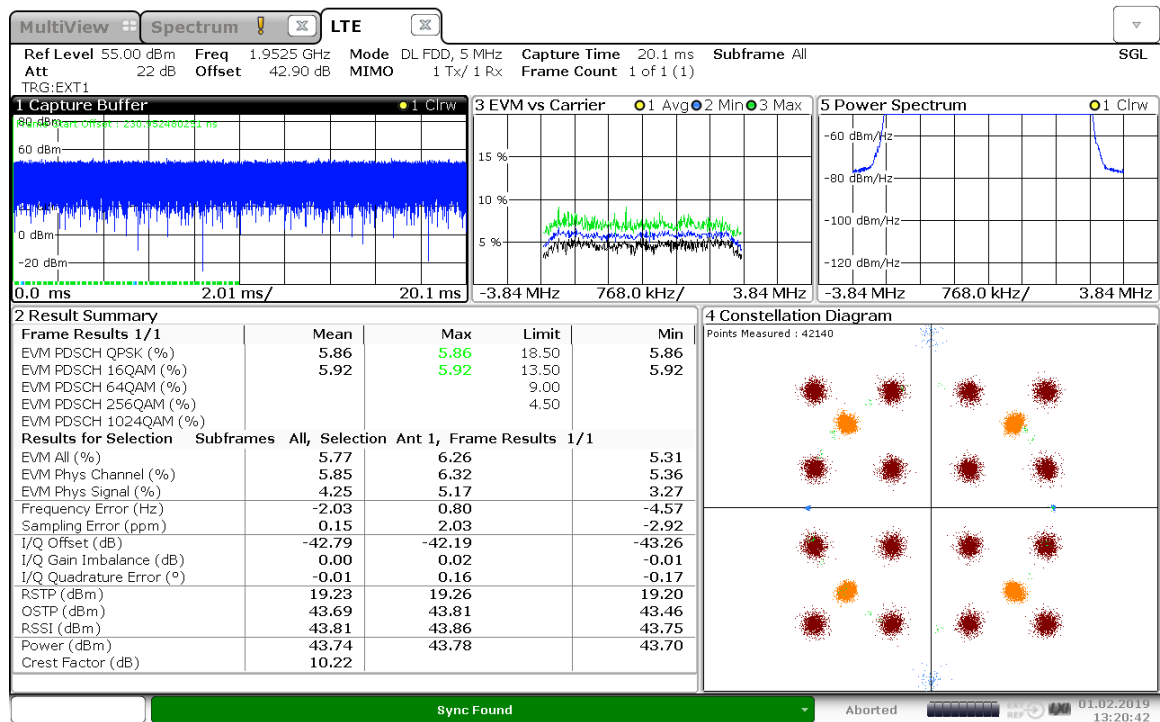 MultiView Spectrum LTE
Ref Level 55.00 dBm Freq 1.9525 GHz Mode DL FDD, 5 MHz Capture Time 20.1 ms Subframe All SGL
Att 22 dB Offset 42.90 dB MIMO 1 Tx/ 1 Rx Frame Count 1 of 1 (1)
TRG:EXT1
1 Capture Buffer 1 Clrw
80 dBm
Frame Start Offset : 230.952480251 ns
60 dBm
0 dBm
-20 dBm
0.0 ms 2.01 ms/ 20.1 ms
3 EVM vs Carrier 1 Avg 2 Min 3 Max
15 %
10 %
5 %
-3.84 MHz 768.0 kHz/ 3.84 MHz
5 Power Spectrum 1 Clrw
-60 dBm/Hz
-80 dBm/Hz
-100 dBm/Hz
-120 dBm/Hz
-3.84 MHz 768.0 kHz/ 3.84 MHz
2 Result Summary
Frame Results 1/1 Mean Max Limit Min
EVM PDSCH QPSK (%) 5.86 5.86 18.50 5.86
EVM PDSCH 16QAM (%) 5.92 5.92 13.50 5.92
EVM PDSCH 64QAM (%) 9.00
EVM PDSCH 256QAM (%) 4.50
EVM PDSCH 1024QAM (%)
Results for Selection Subframes All, Selection Ant 1, Frame Results 1/1
EVM All (%) 5.77 6.26 5.31
EVM Phys Channel (%) 5.85 6.32 5.36
EVM Phys Signal (%) 4.25 5.17 3.27
Frequency Error (Hz) -2.03 0.80 -4.57
Sampling Error (ppm) 0.15 2.03 -2.92
I/Q Offset (dB) -42.79 -42.19 -43.26
I/Q Gain Imbalance (dB) 0.00 0.02 -0.01
I/Q Quadrature Error (°) -0.01 0.16 -0.17
RSTP (dBm) 19.23 19.26 19.20
OSTP (dBm) 43.69 43.81 43.46
RSSI (dBm) 43.81 43.86 43.75
Power (dBm) 43.74 43.78 43.70
Crest Factor (dB) 10.22
4 Constellation Diagram
Points Measured : 42140
Sync Found
Aborted
EXT
REF
LXI
01.02.2019
13:20:42